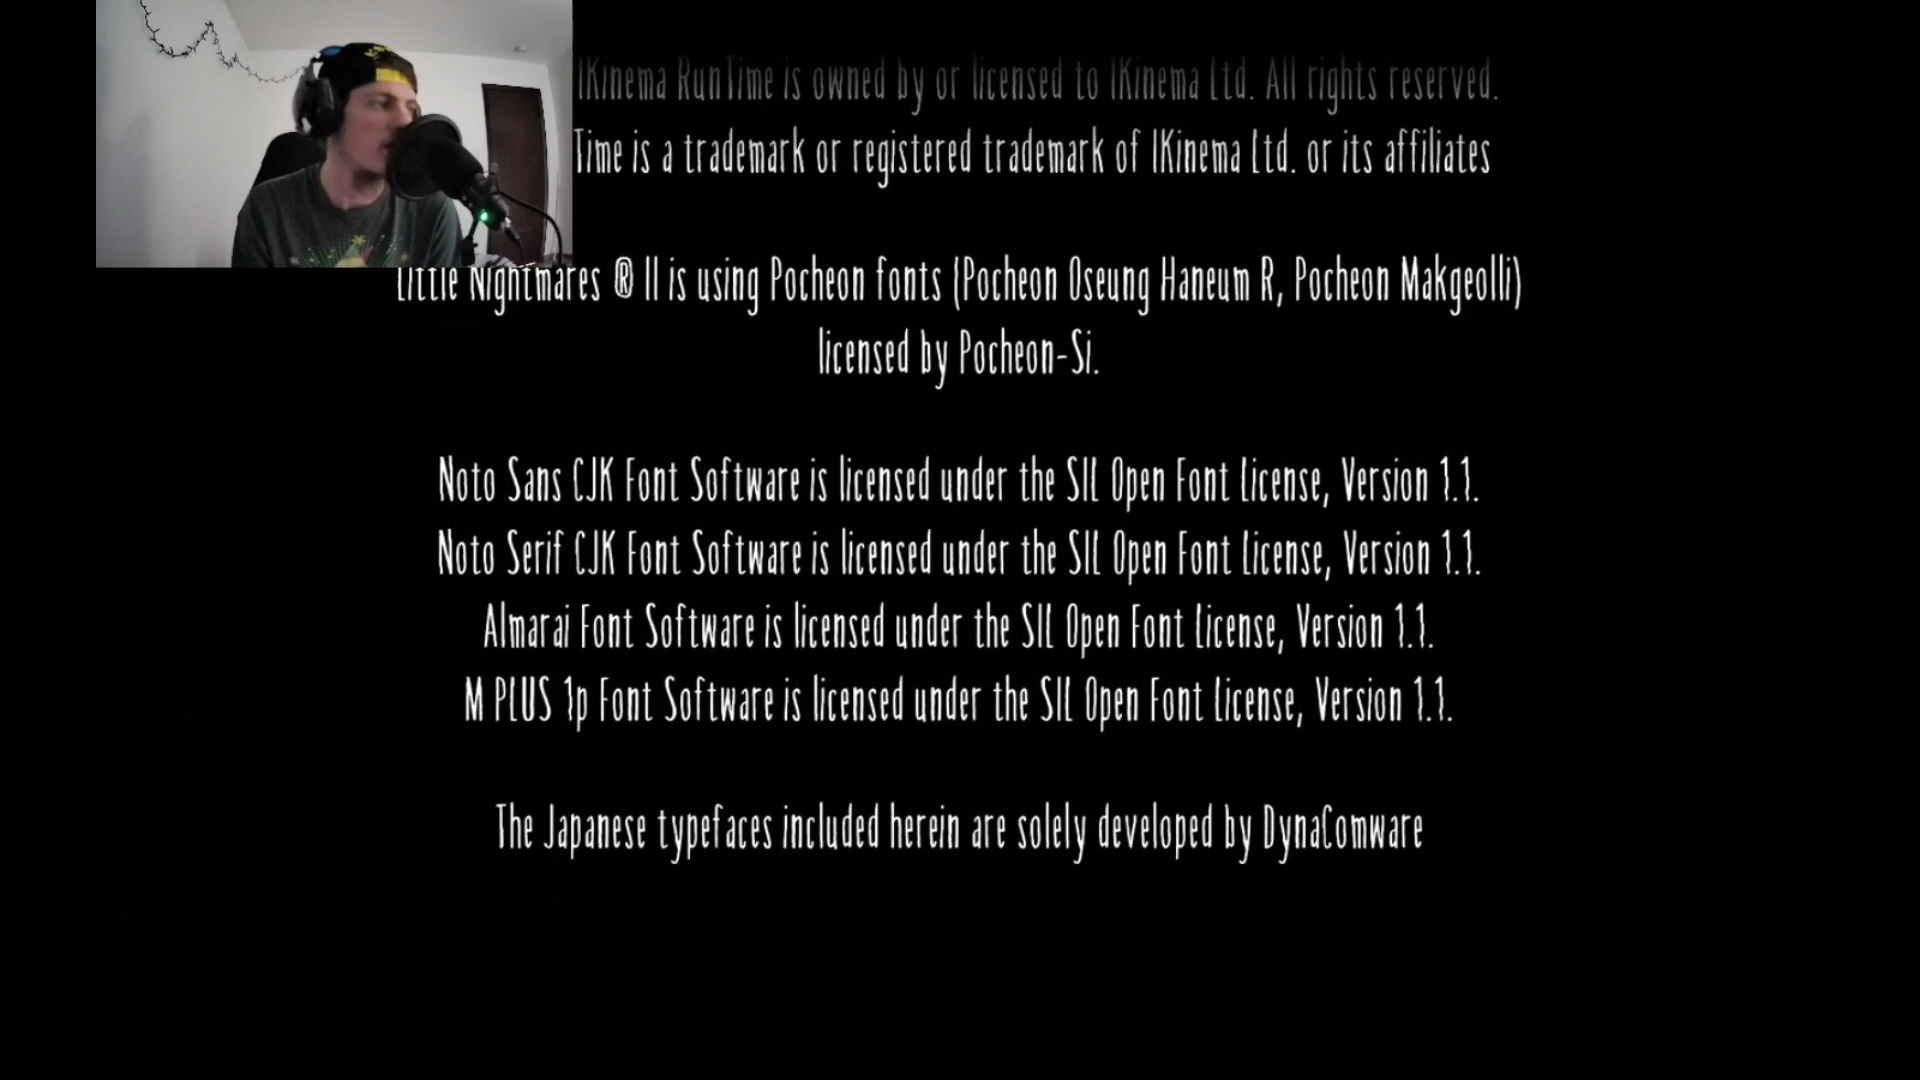 IKinema RunTime is owned by or licensed to IKinema Ltd. All rights reserved.
Time is a trademark or registered trademark of IKinema Ltd. or its affiliates
Little Nightmares ® II is using Pocheon fonts (Pocheon Oseung Haneum R, Pocheon Makgeolli)
licensed by Pocheon-Si.
Noto Sans CJK Font Software is licensed under the SIL Open Font License, Version 1.1.
Noto Serif CJK Font Software is licensed under the SIL Open Font License, Version 1.1.
Almarai Font Software is licensed under the SIL Open Font License, Version 1.1.
M PLUS 1p Font Software is licensed under the SIL Open Font License, Version 1.1.
The Japanese typefaces included herein are solely developed by DynaComware